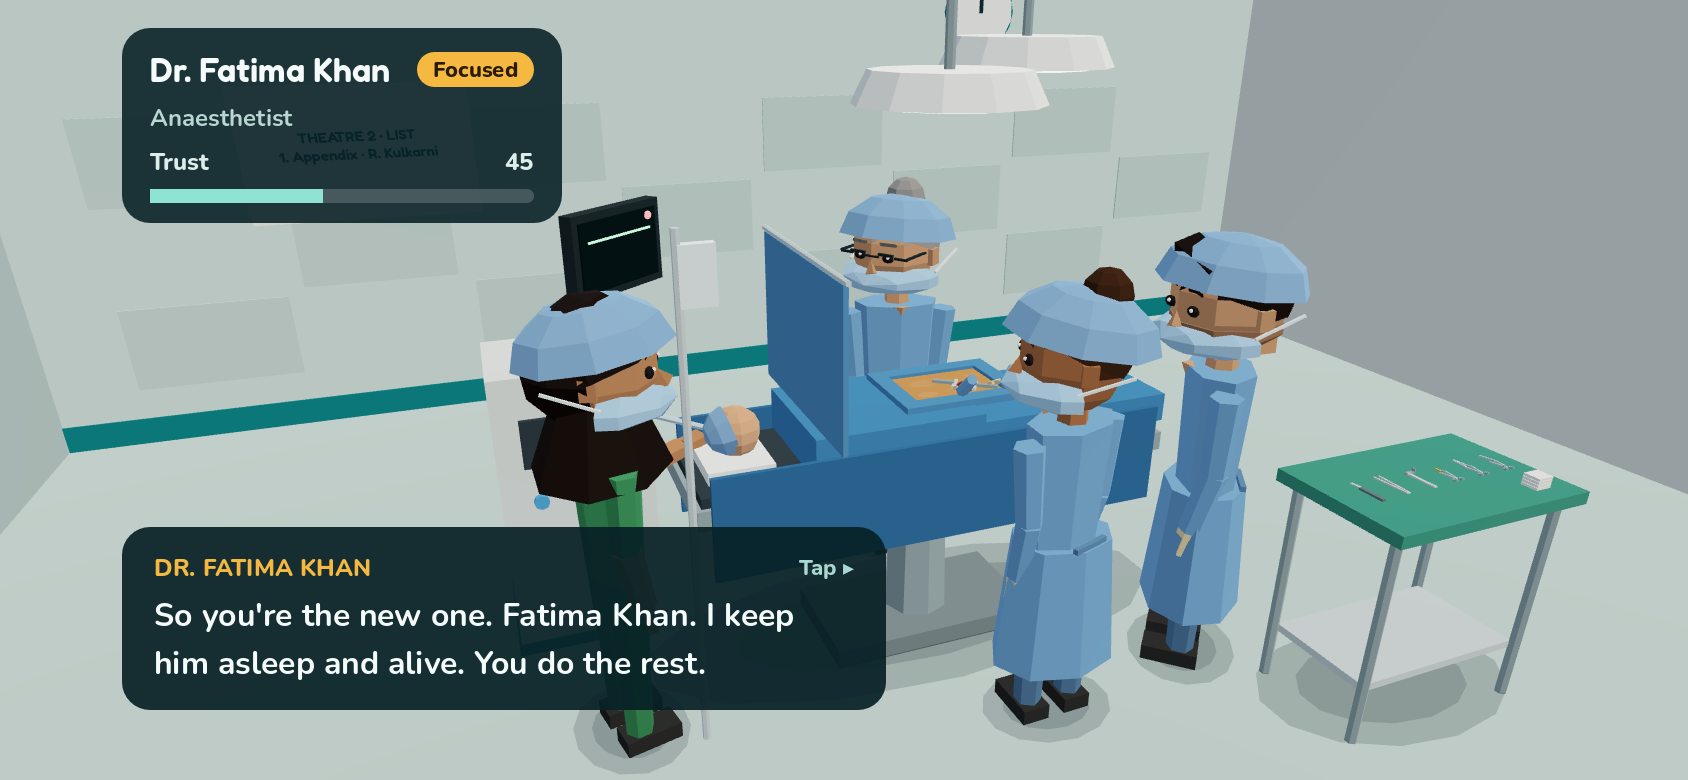 Dr. Fatima Khan
Focused
Anaesthetist
THEATRE 2 · LIST
1. Appendix · R. Kulkarni
Trust
45
DR. FATIMA KHAN
Tap ▸
So you're the new one. Fatima Khan. I keep
him asleep and alive. You do the rest.